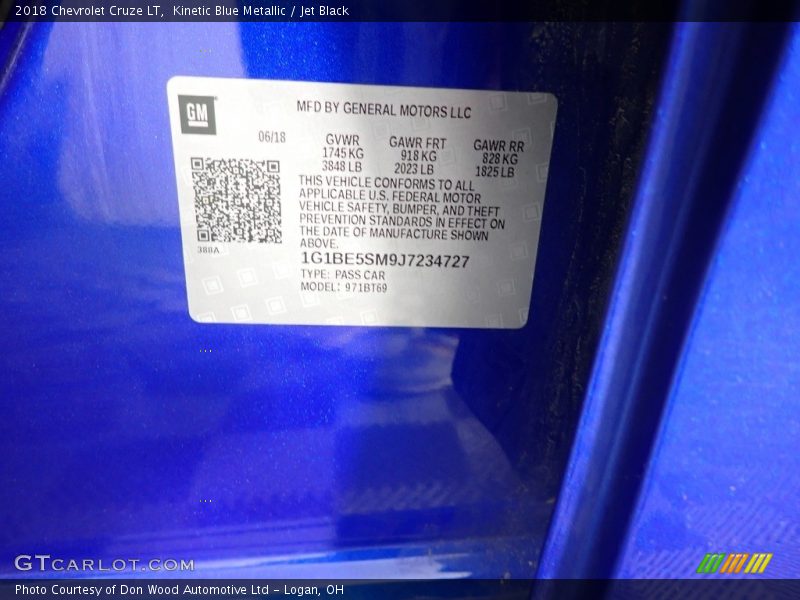 2018 Chevrolet Cruze LT, Kinetic Blue Metallic / Jet Black
GM
MFD BY GENERAL MOTORS LLC
06/18
GVWR GAWR FRT GAWR RR
1745 KG 918 KG 828 KG
3848 LB 2023 LB 1825 LB
THIS VEHICLE CONFORMS TO ALL
APPLICABLE U.S. FEDERAL MOTOR
VEHICLE SAFETY, BUMPER, AND THEFT
PREVENTION STANDARDS IN EFFECT ON
THE DATE OF MANUFACTURE SHOWN
ABOVE.
388A
1G1BE5SM9J7234727
TYPE: PASS CAR
MODEL: 971BT69
GTCARLOT.COM
Photo Courtesy of Don Wood Automotive Ltd - Logan, OH